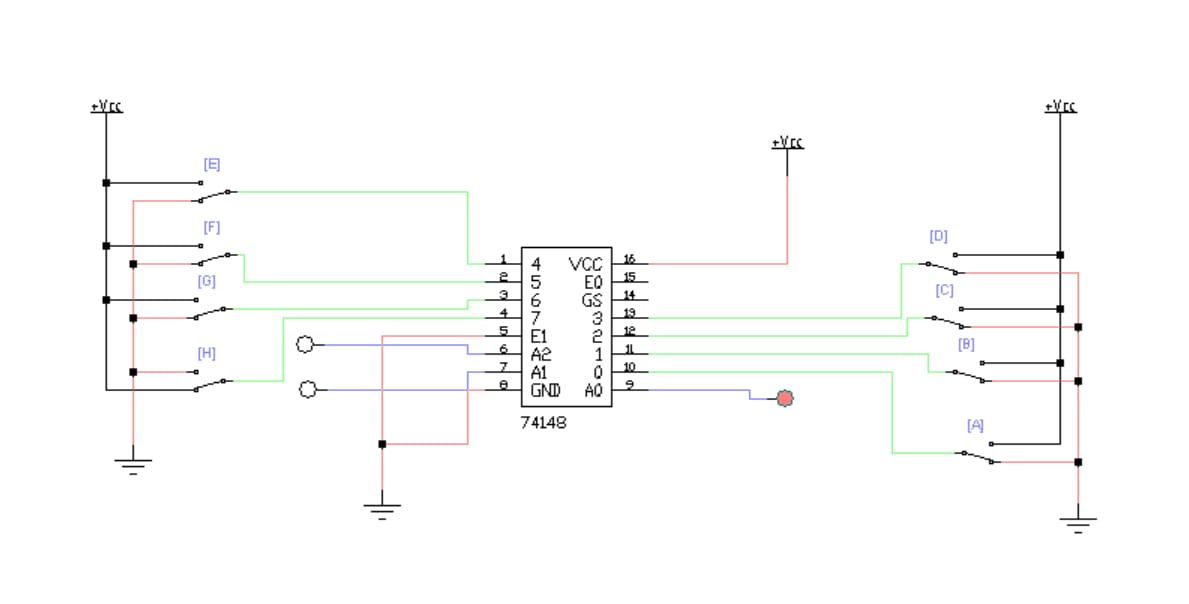 +Vcc
+Vcc
+Vcc
[E]
[F]
[G]
[H]
[D]
[C]
[B]
[A]
1 4 VCC 16
2 5 EO 15
3 6 GS 14
4 7 3 13
5 E1 2 12
6 A2 1 11
7 A1 0 10
8 GND A0 9
74148